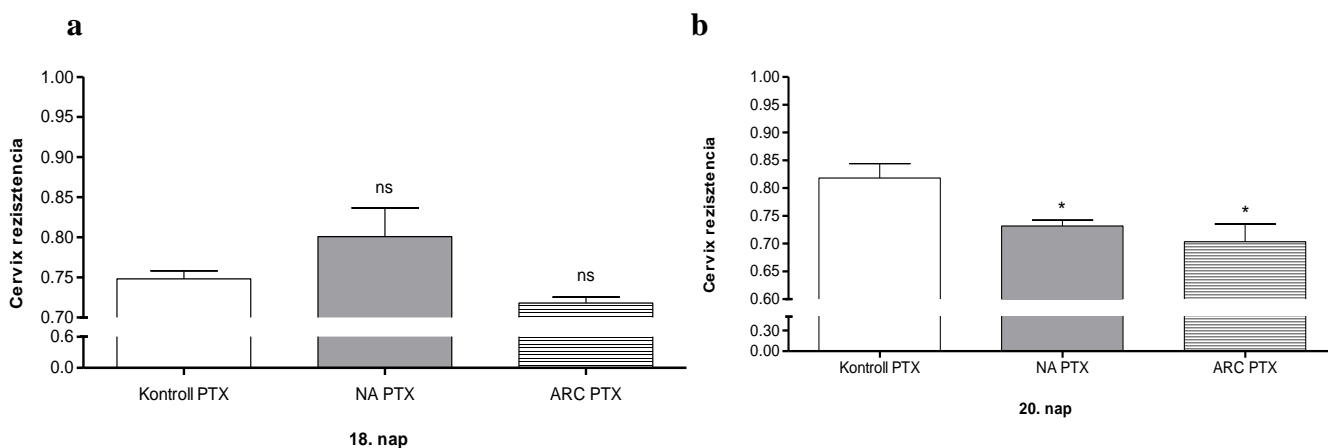 a
1.00
0.95
0.90
0.85
0.80
0.75
0.70
0.6
0.0
Cervix rezisztencia
ns
ns
Kontroll PTX
NA PTX
ARC PTX
18. nap
b
1.00
0.95
0.90
0.85
0.80
0.75
0.70
0.65
0.60
0.30
0.00
Cervix rezisztencia
*
*
Kontroll PTX
NA PTX
ARC PTX
20. nap